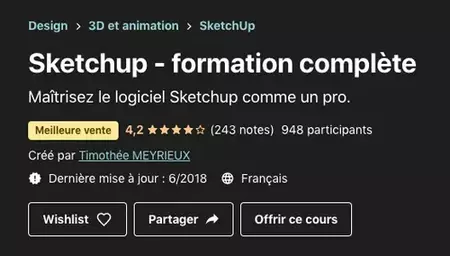 Design > 3D et animation > SketchUp
Sketchup - formation complète
Maîtrisez le logiciel Sketchup comme un pro.
Meilleure vente 4,2 (243 notes) 948 participants
Créé par Timothée MEYRIEUX
Dernière mise à jour : 6/2018 Français
Wishlist Partager Offrir ce cours